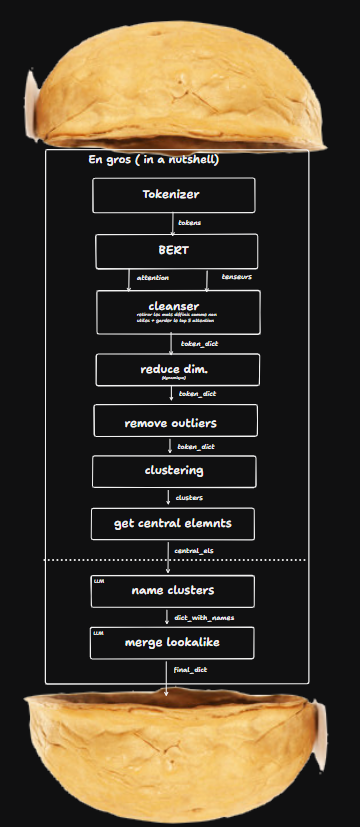 En gros ( in a nutshell)
Tokenizer
tokens
BERT
attention
tenseurs
cleanser
retirer les mots définis comme non
utiles + garder le top $ attention
token_dict
reduce dim.
(dynamique)
token_dict
remove outliers
token_dict
clustering
clusters
get central elemnts
central_els
LLM
name clusters
dict_with_names
LLM
merge lookalike
final_dict